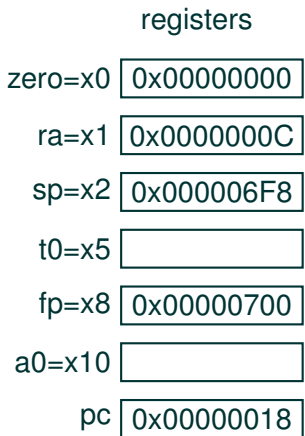 registers
zero=x0 0x00000000
ra=x1 0x0000000C
sp=x2 0x000006F8
t0=x5
fp=x8 0x00000700
a0=x10
pc 0x00000018